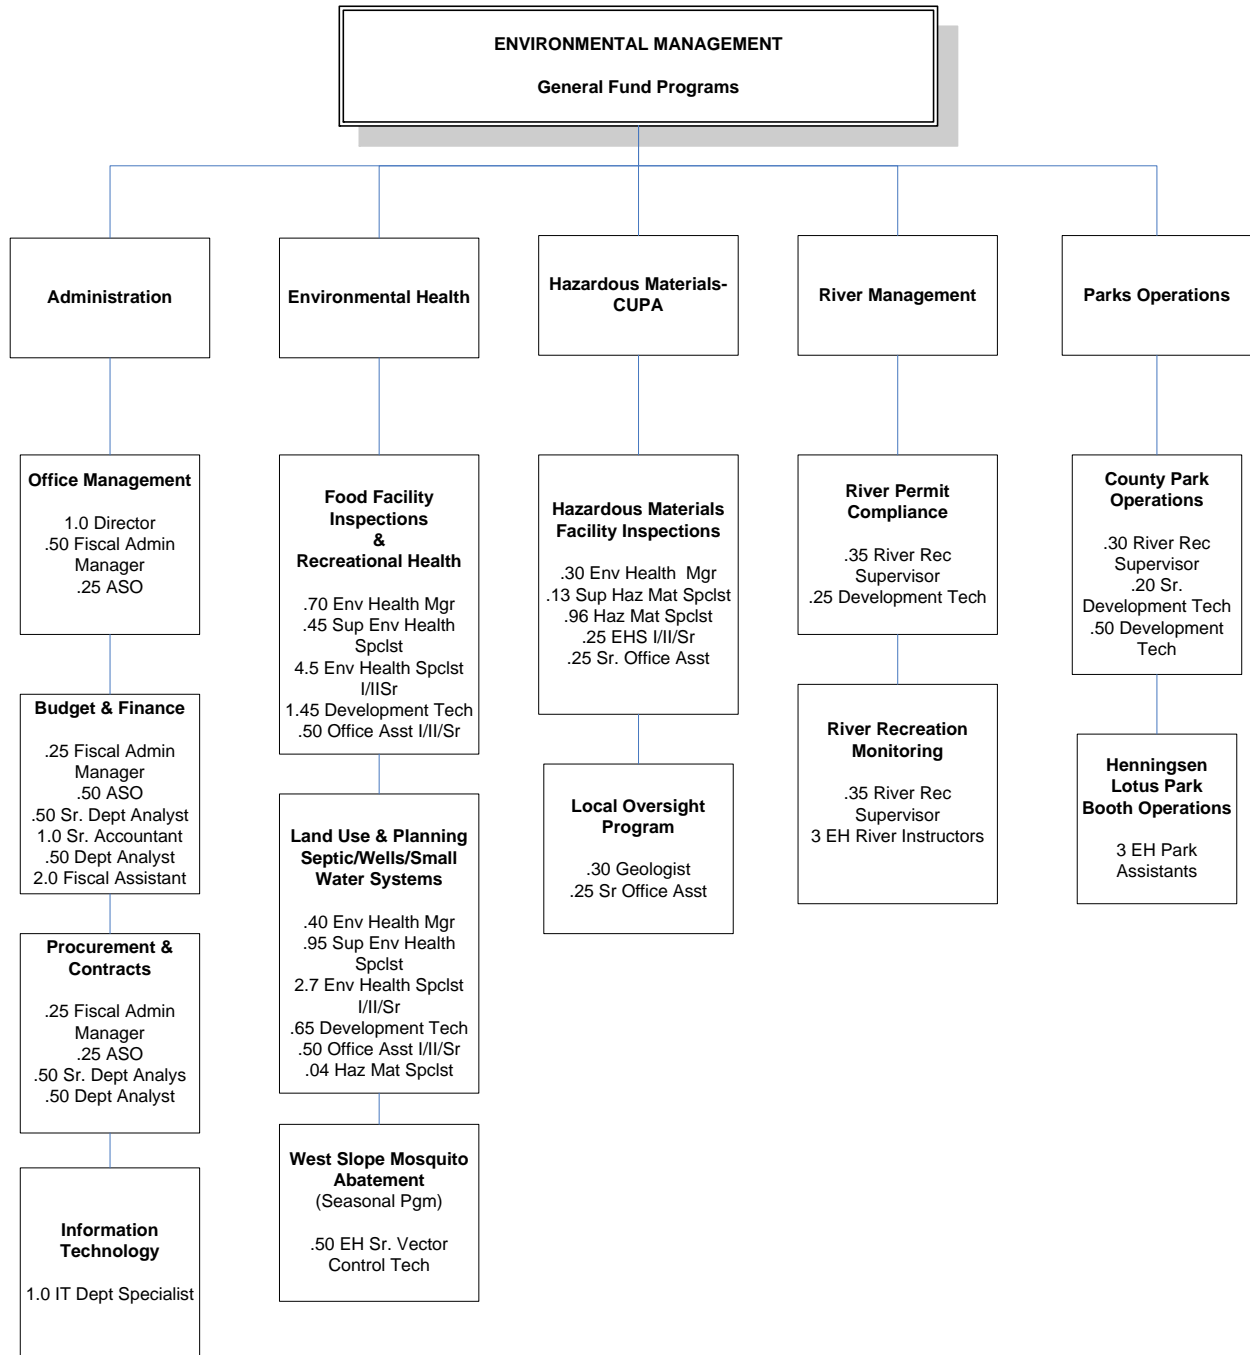 ENVIRONMENTAL MANAGEMENT
General Fund Programs
Administration
Environmental Health
Hazardous Materials-
CUPA
River Management
Parks Operations
Office Management
1.0 Director
.50 Fiscal Admin
Manager
.25 ASO
Budget & Finance
.25 Fiscal Admin
Manager
.50 ASO
.50 Sr. Dept Analyst
1.0 Sr. Accountant
.50 Dept Analyst
2.0 Fiscal Assistant
Procurement &
Contracts
.25 Fiscal Admin
Manager
.25 ASO
.50 Sr. Dept Analys
.50 Dept Analyst
Information
Technology
1.0 IT Dept Specialist
Food Facility
Inspections
&
Recreational Health
.70 Env Health Mgr
.45 Sup Env Health
Spclst
4.5 Env Health Spclst
I/IISr
1.45 Development Tech
.50 Office Asst I/II/Sr
Land Use & Planning
Septic/Wells/Small
Water Systems
.40 Env Health Mgr
.95 Sup Env Health
Spclst
2.7 Env Health Spclst
I/II/Sr
.65 Development Tech
.50 Office Asst I/II/Sr
.04 Haz Mat Spclst
West Slope Mosquito
Abatement
(Seasonal Pgm)
.50 EH Sr. Vector
Control Tech
Hazardous Materials
Facility Inspections
.30 Env Health Mgr
.13 Sup Haz Mat Spclst
.96 Haz Mat Spclst
.25 EHS I/II/Sr
.25 Sr. Office Asst
Local Oversight
Program
.30 Geologist
.25 Sr Office Asst
River Permit
Compliance
.35 River Rec
Supervisor
.25 Development Tech
River Recreation
Monitoring
.35 River Rec
Supervisor
3 EH River Instructors
County Park
Operations
.30 River Rec
Supervisor
.20 Sr.
Development Tech
.50 Development
Tech
Henningsen
Lotus Park
Booth Operations
3 EH Park
Assistants